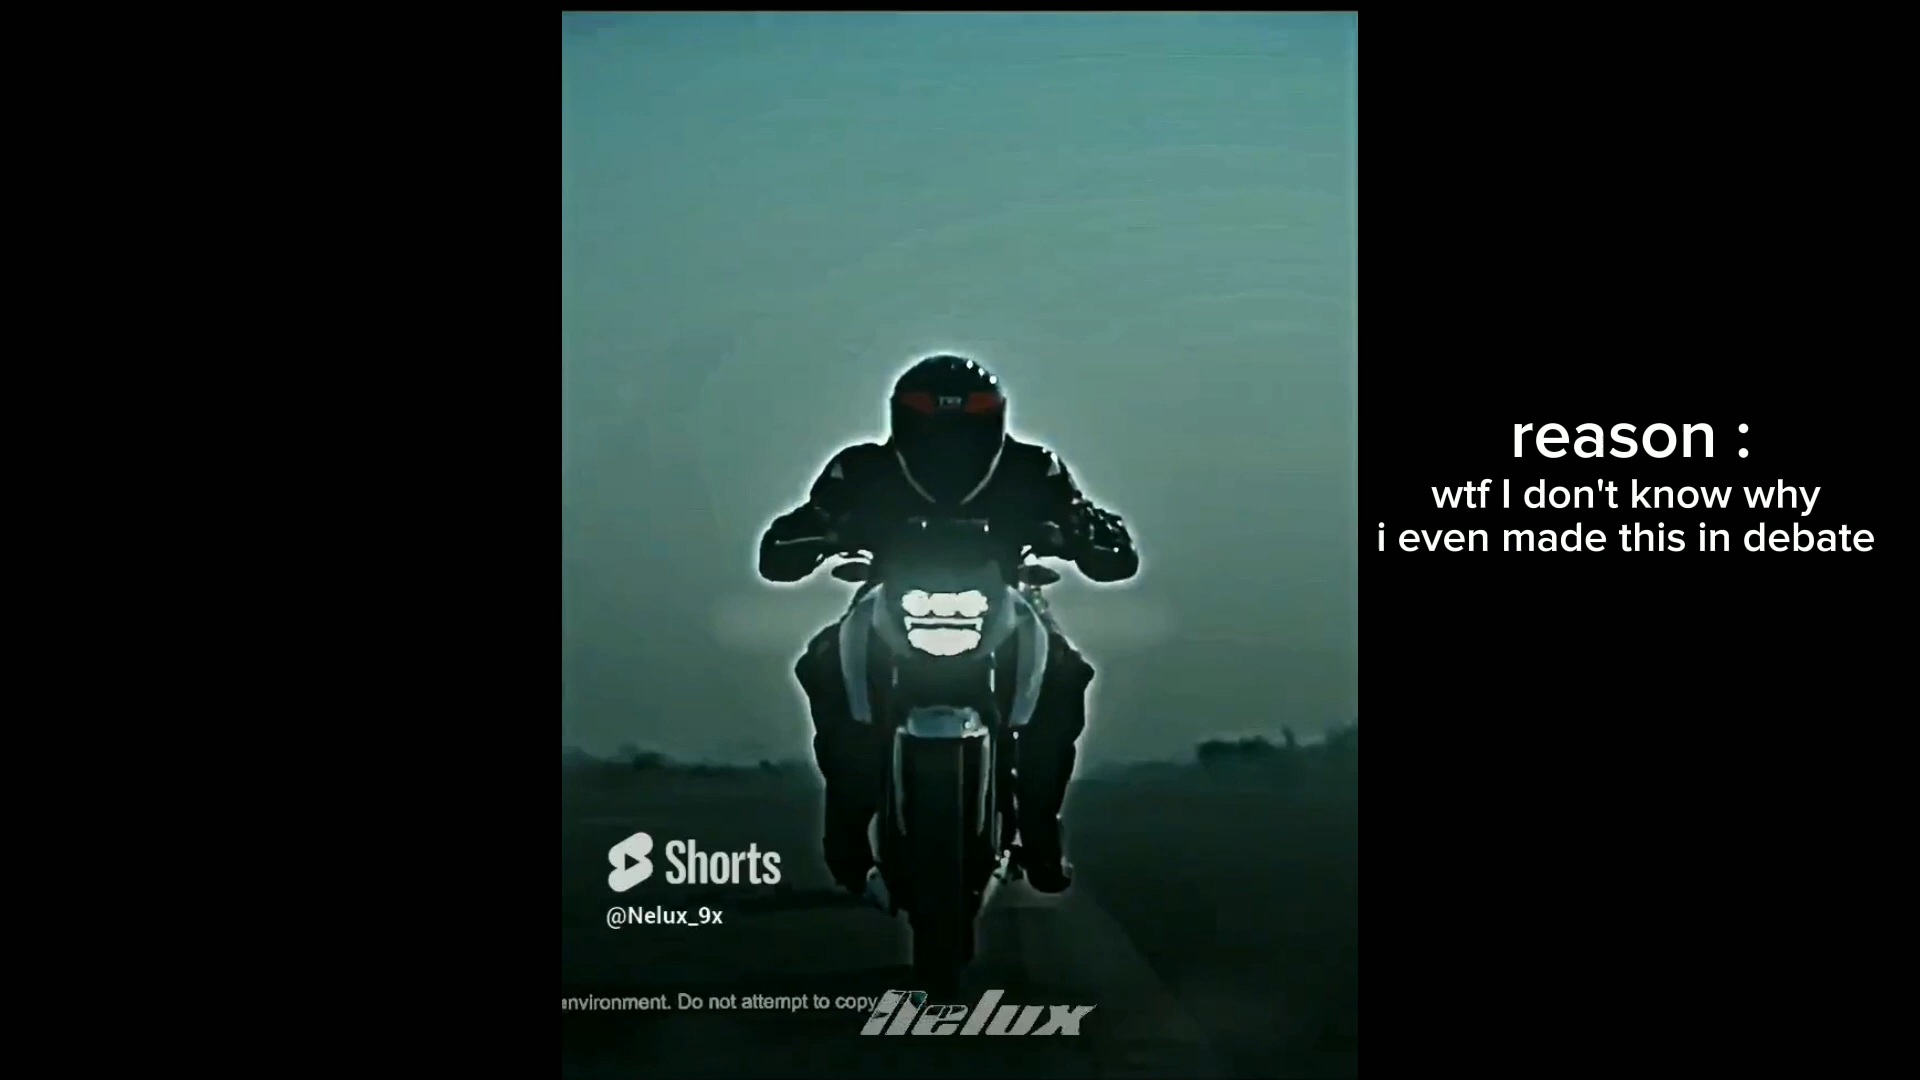 reason :
wtf I don't know why
i even made this in debate
Shorts
@Nelux_9x
environment. Do not attempt to copy
Nelux